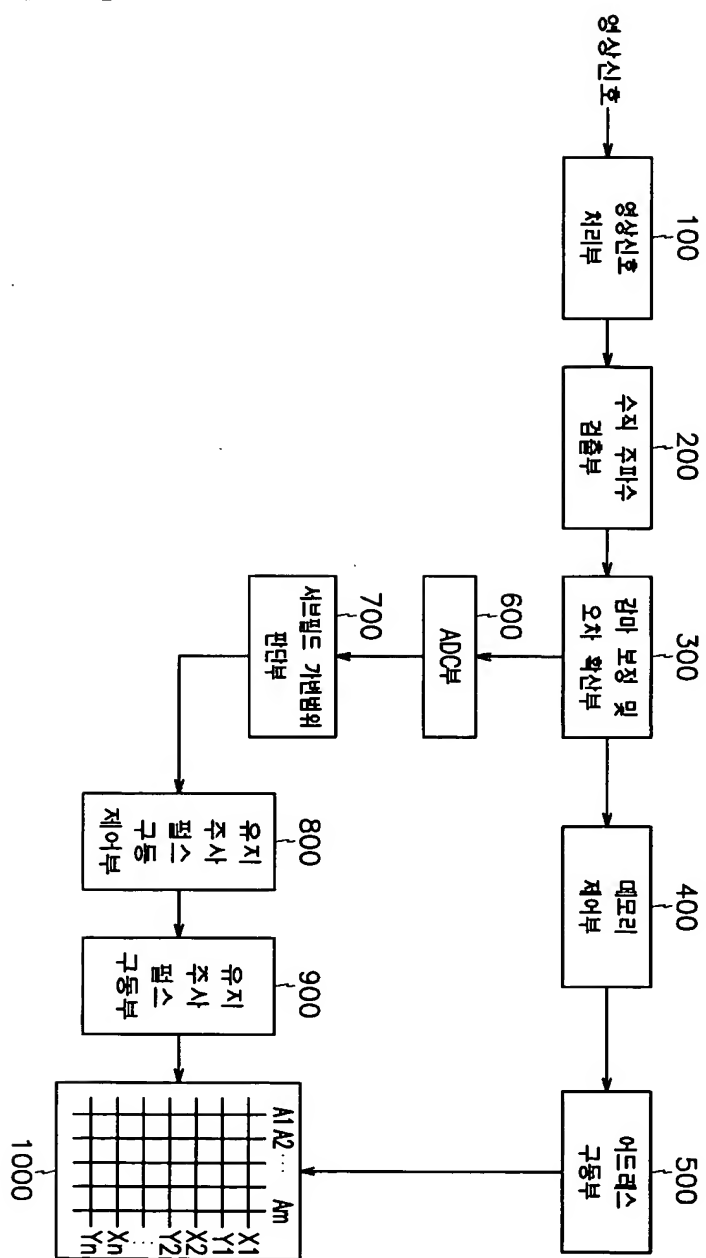 영상신호
100
영상신호
처리부
200
수직 주파수
검출부
300
감마 보정 및
오차 확산부
400
메모리
제어부
500
어드레스
구동부
600
ADC부
700
서브필드 가변범위
판단부
800
유지
주사
펄스
구동
제어부
900
유지
주사
펄스
구동부
1000
A1 A2 ... Am
X1
Y1
X2
Y2
⋮
Xn
Yn